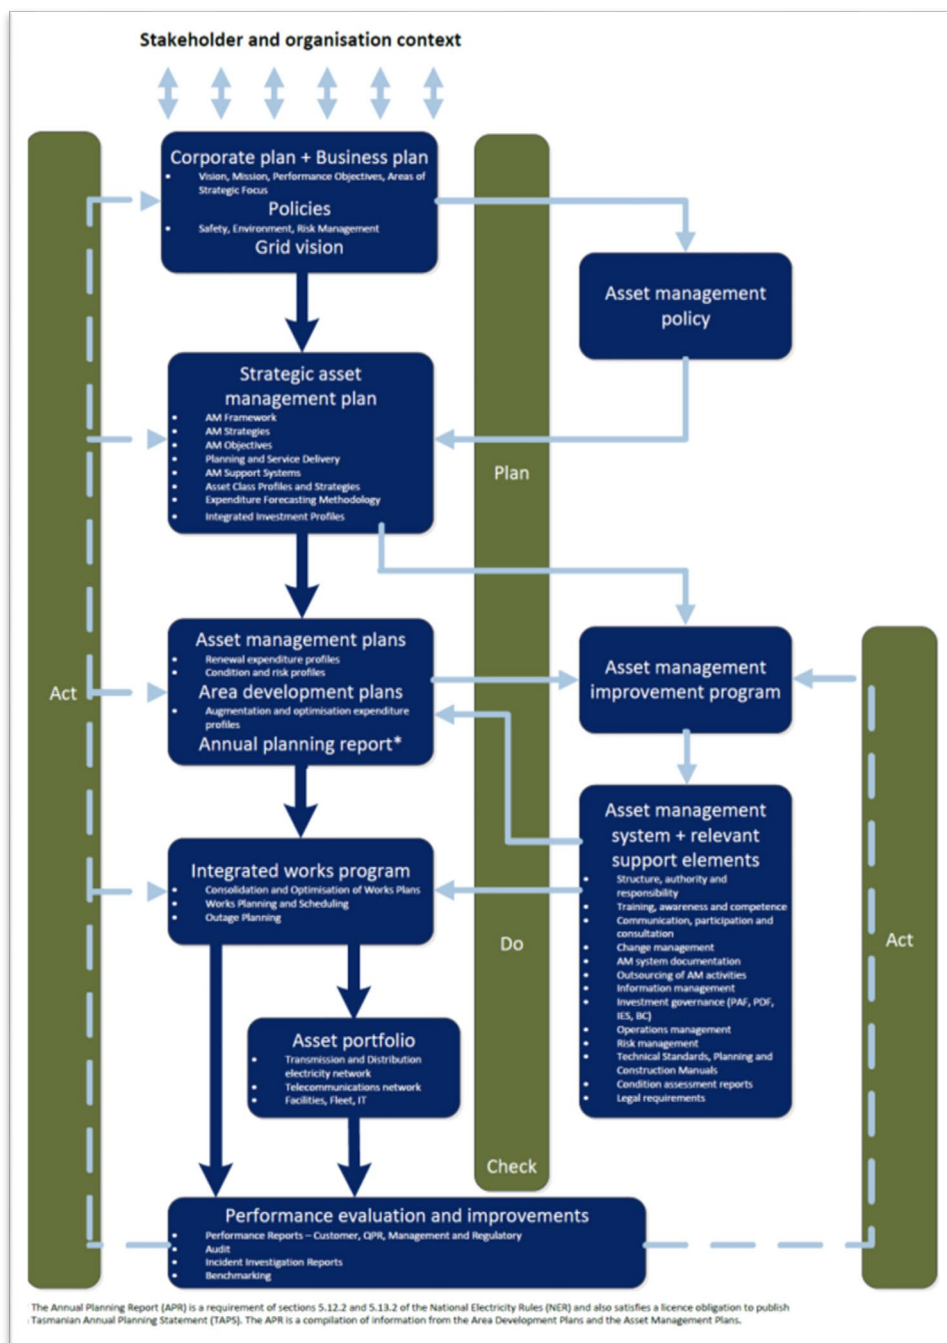 Stakeholder and organisation context
Corporate plan + Business plan
• Vision, Mission, Performance Objectives, Areas of
Strategic Focus
Policies
• Safety, Environment, Risk Management
Grid vision
Asset management
policy
Strategic asset
management plan
• AM Framework
• AM Strategies
• AM Objectives
• Planning and Service Delivery
• AM Support Systems
• Asset Class Profiles and Strategies
• Expenditure Forecasting Methodology
• Integrated Investment Profiles
Plan
Asset management plans
• Renewal expenditure profiles
• Condition and risk profiles
Area development plans
• Augmentation and optimisation expenditure
profiles
Annual planning report*
Asset management
improvement program
Act
Asset management
system + relevant
support elements
• Structure, authority and
responsibility
• Training, awareness and competence
• Communication, participation and
consultation
• Change management
• AM system documentation
• Outsourcing of AM activities
• Information management
• Investment governance (PAF, PDF,
IES, BC)
• Operations management
• Risk management
• Technical Standards, Planning and
Construction Manuals
• Condition assessment reports
• Legal requirements
Integrated works program
• Consolidation and Optimisation of Works Plans
• Works Planning and Scheduling
• Outage Planning
Do
Act
Asset portfolio
• Transmission and Distribution
electricity network
• Telecommunications network
• Facilities, Fleet, IT
Check
Performance evaluation and improvements
• Performance Reports – Customer, QPR, Management and Regulatory
• Audit
• Incident Investigation Reports
• Benchmarking
The Annual Planning Report (APR) is a requirement of sections 5.12.2 and 5.13.2 of the National Electricity Rules (NER) and also satisfies a licence obligation to publish
Tasmanian Annual Planning Statement (TAPS). The APR is a compilation of information from the Area Development Plans and the Asset Management Plans.